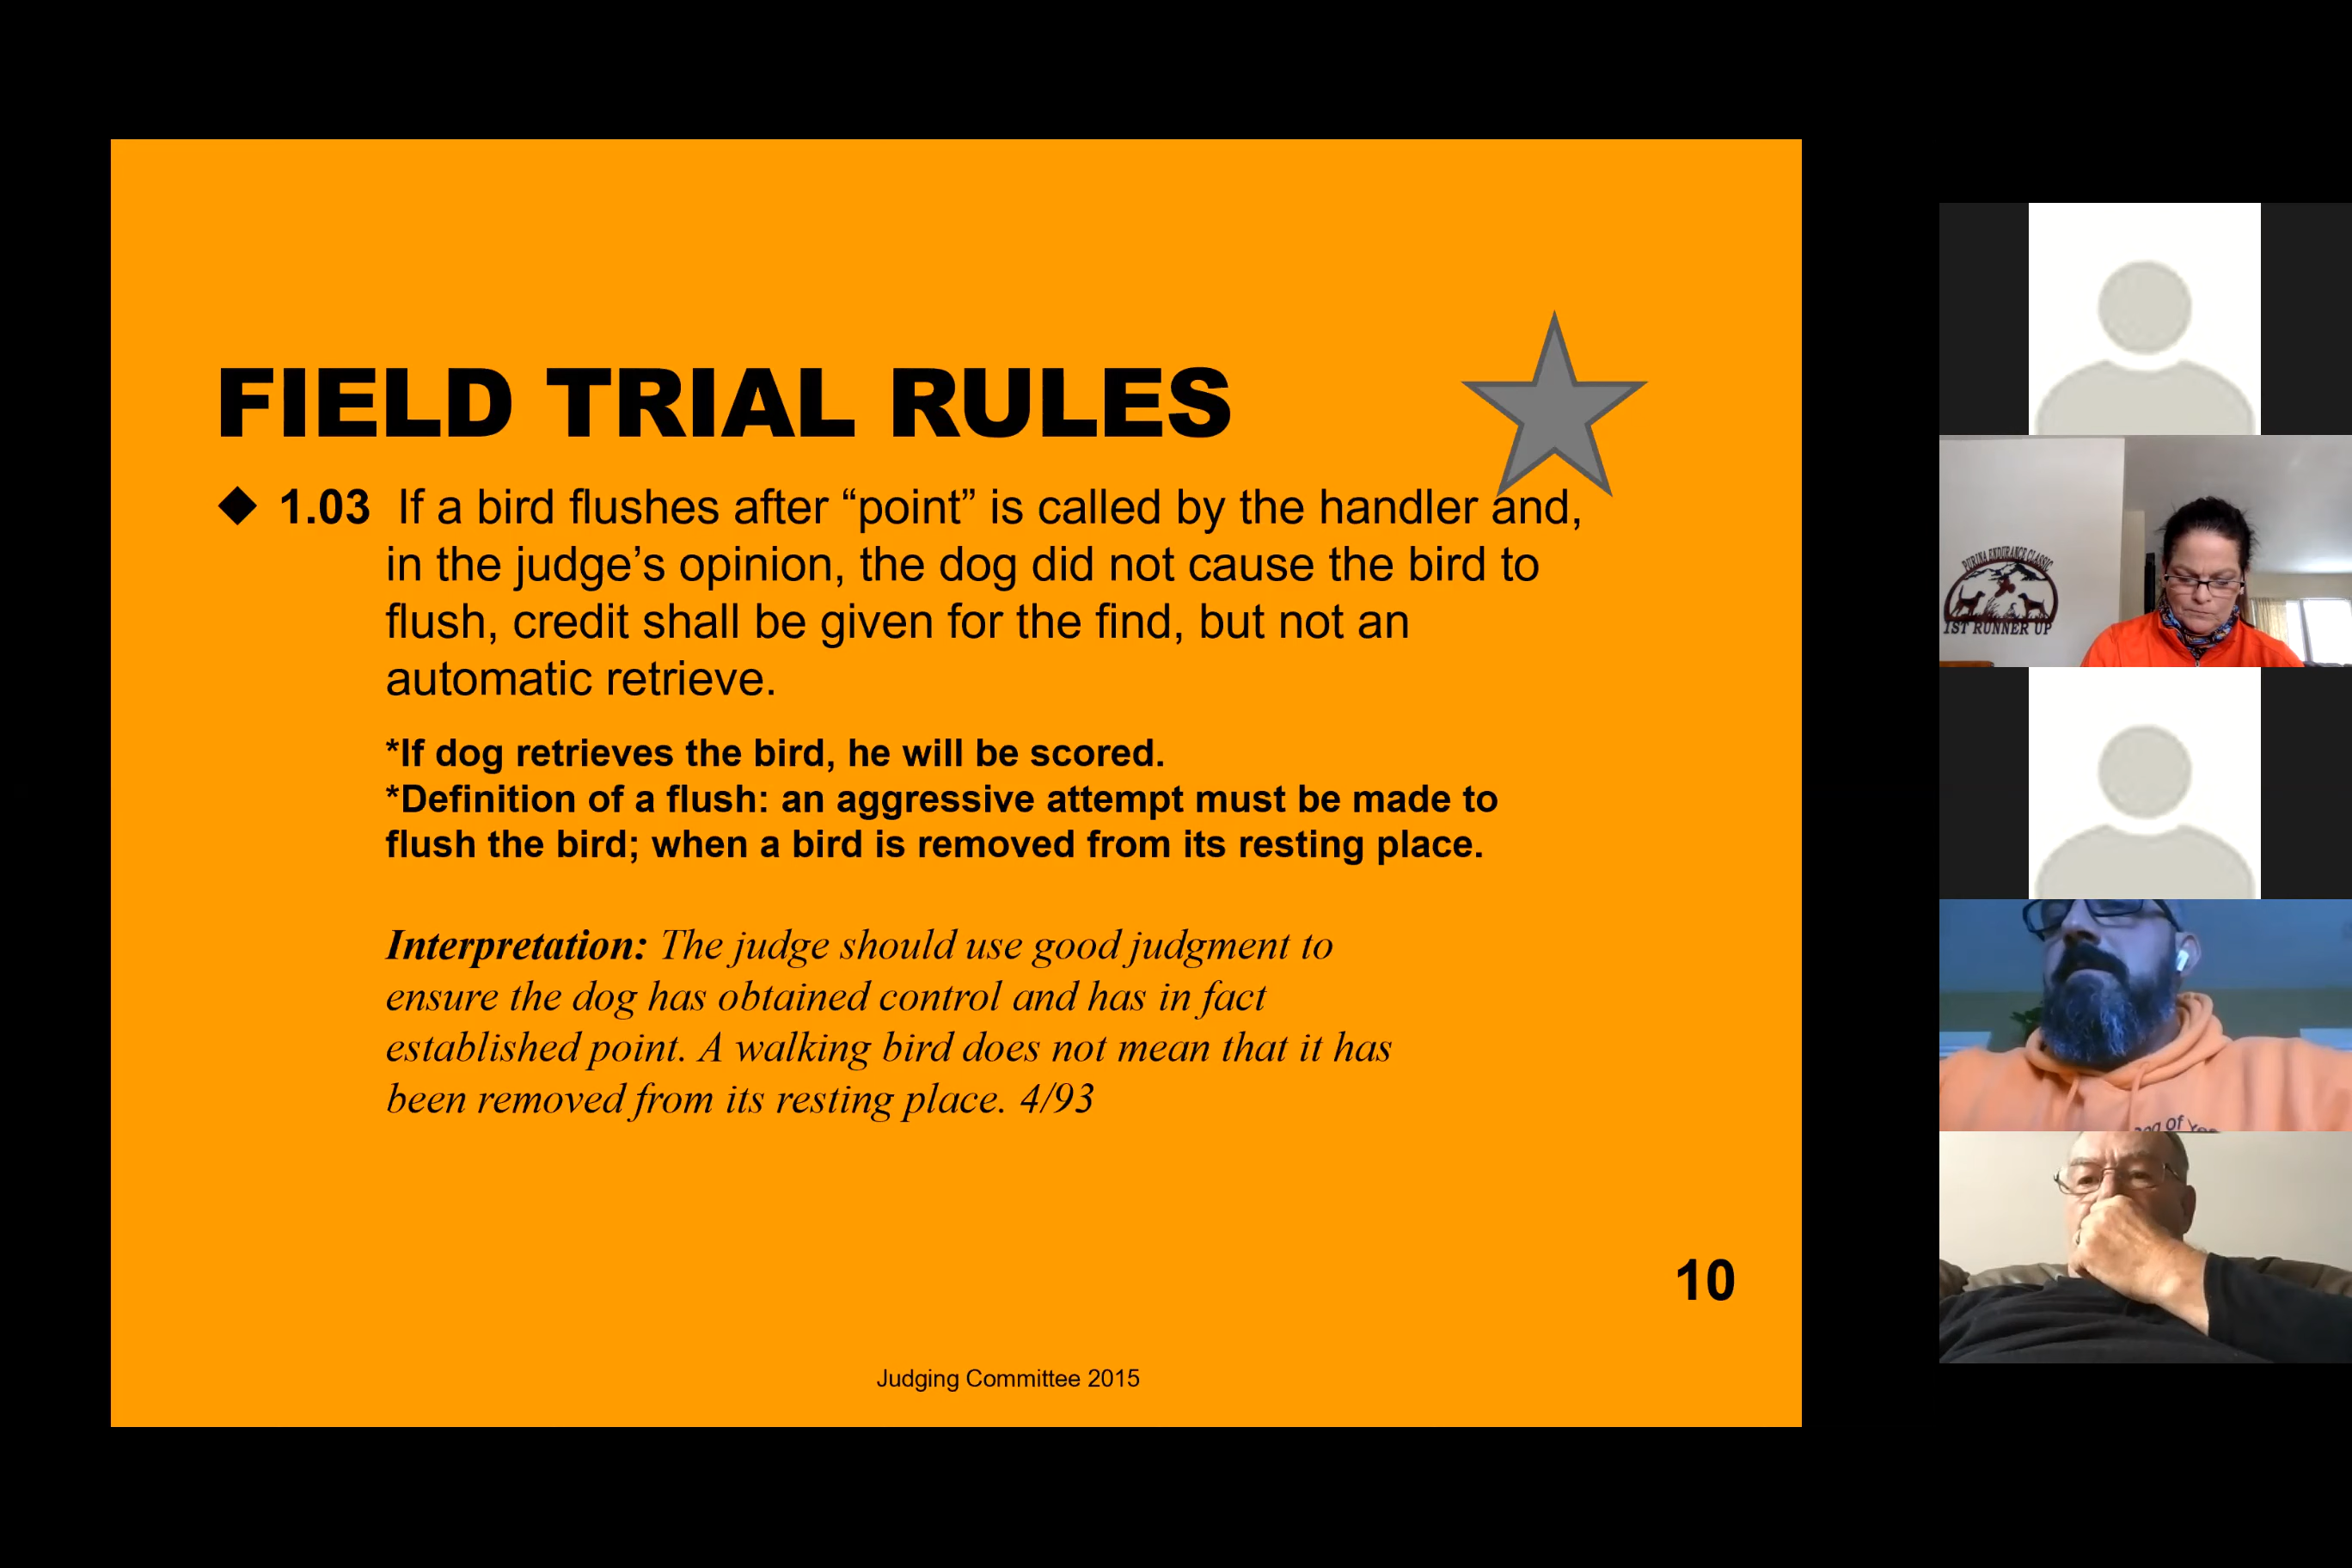 FIELD TRIAL RULES
◆ 1.03 If a bird flushes after “point” is called by the handler and,
in the judge’s opinion, the dog did not cause the bird to
flush, credit shall be given for the find, but not an
automatic retrieve.
*If dog retrieves the bird, he will be scored.
*Definition of a flush: an aggressive attempt must be made to
flush the bird; when a bird is removed from its resting place.
Interpretation: The judge should use good judgment to
ensure the dog has obtained control and has in fact
established point. A walking bird does not mean that it has
been removed from its resting place. 4/93
10
Judging Committee 2015
PURINA ENDURANCE CLASSIC
1ST RUNNER UP
of